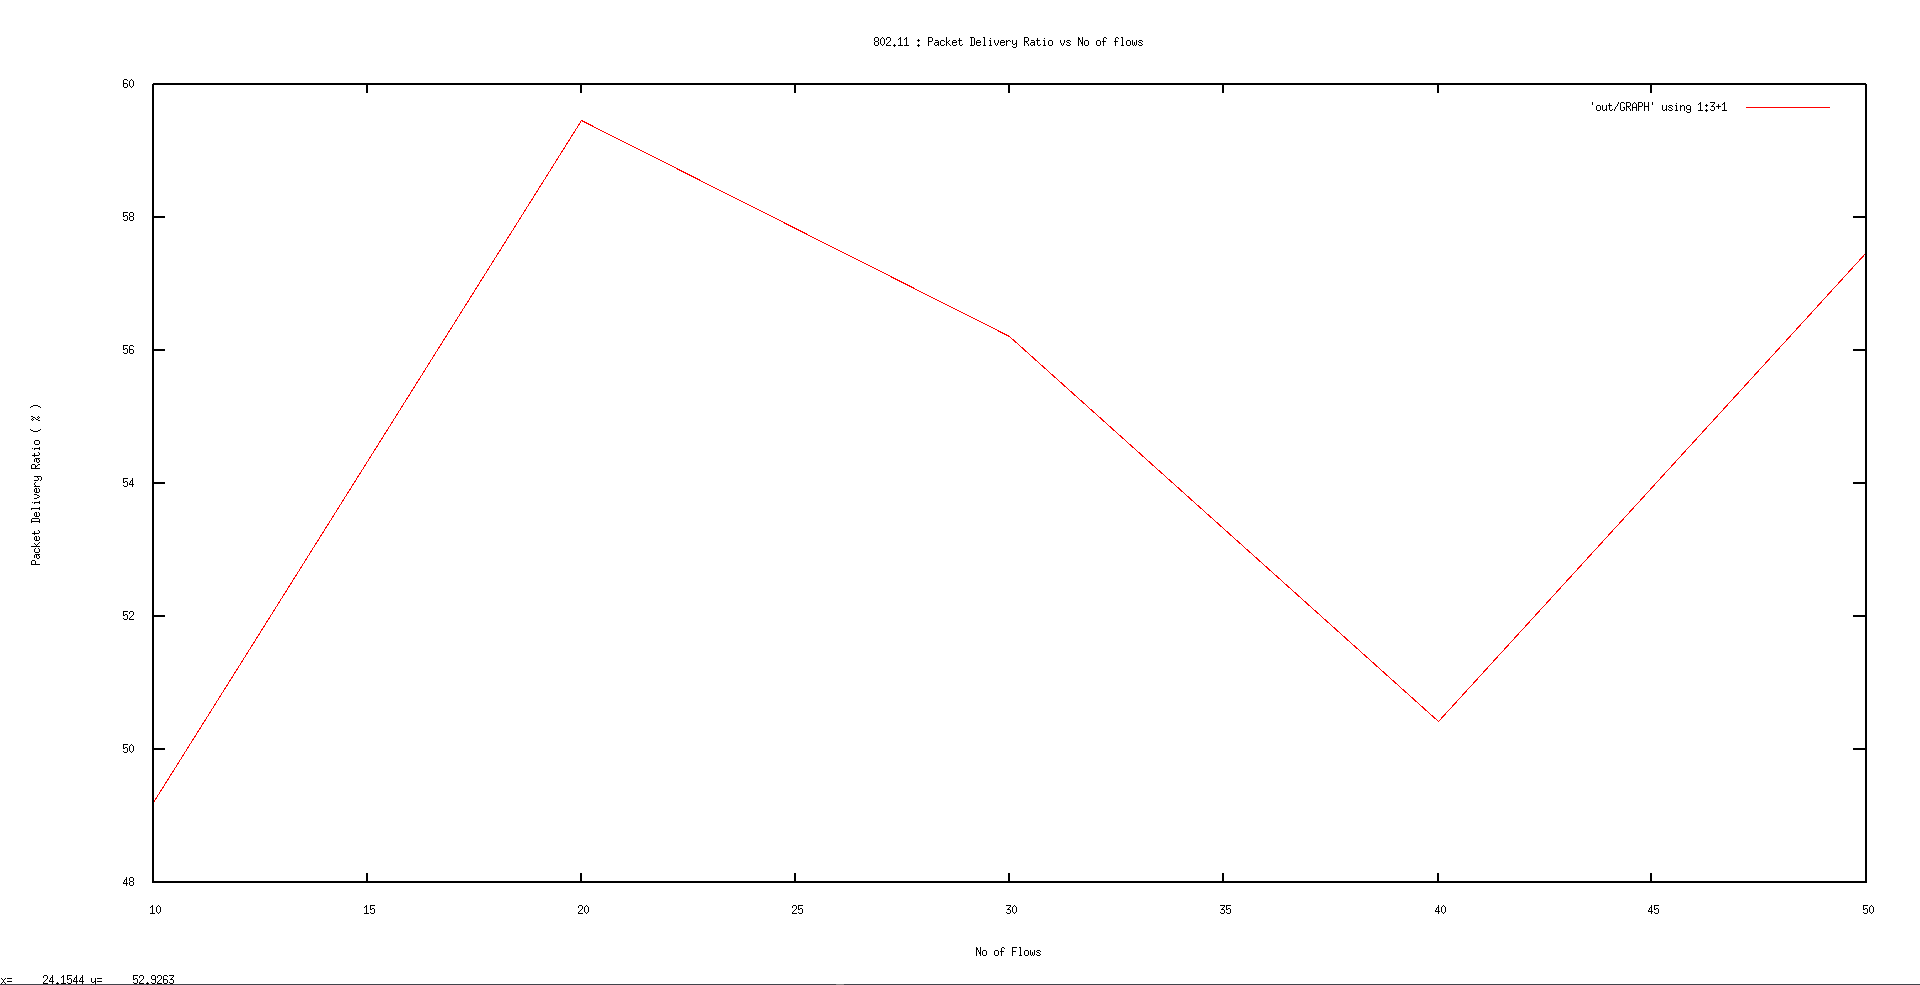 802.11 : Packet Delivery Ratio vs No of flows
'out/GRAPH' using 1:3+1
60
58
56
54
52
50
48
Packet Delivery Ratio ( % )
10 15 20 25 30 35 40 45 50
No of Flows
x= 24.1544 y= 52.9263